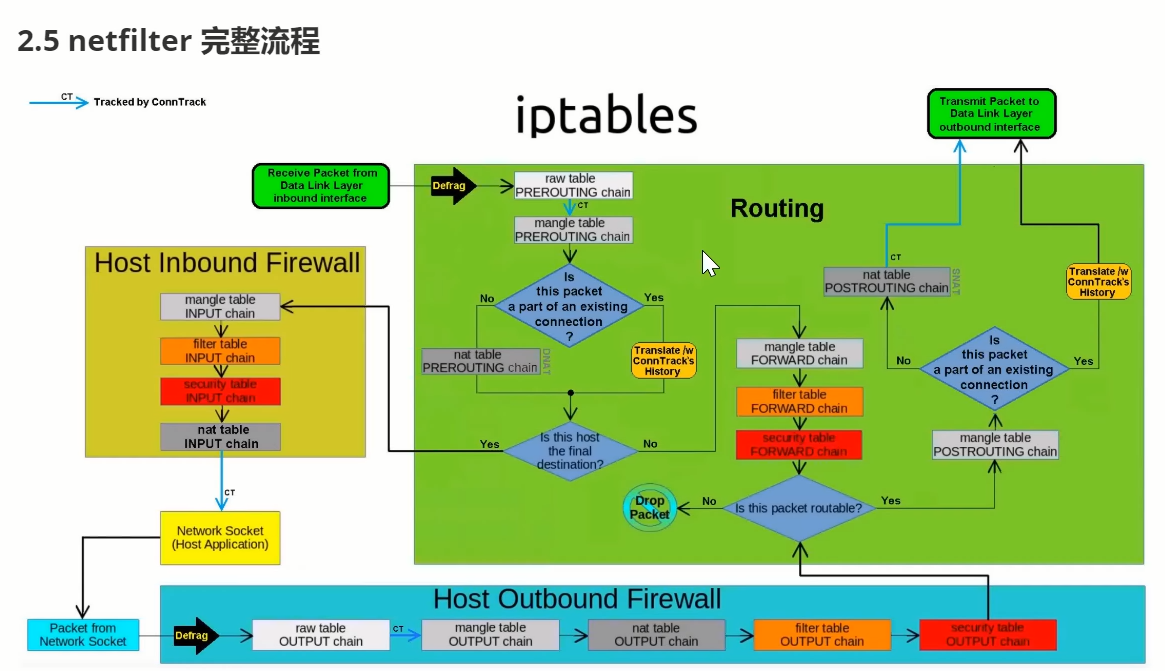 2.5 netfilter 完整流程
CT
Tracked by ConnTrack
iptables
Transmit Packet to
Data Link Layer
outbound interface
Receive Packet from
Data Link Layer
inbound interface
Defrag
raw table
PREROUTING chain
CT
mangle table
PREROUTING chain
Routing
Is
this packet
a part of an existing
connection
?
No
Yes
nat table
PREROUTING chain
DNAT
Translate /w
ConnTrack's
History
Is this host
the final
destination?
Yes
No
Host Inbound Firewall
mangle table
INPUT chain
filter table
INPUT chain
security table
INPUT chain
nat table
INPUT chain
CT
Network Socket
(Host Application)
mangle table
FORWARD chain
filter table
FORWARD chain
security table
FORWARD chain
Is this packet routable?
No
Yes
Drop
Packet
mangle table
POSTROUTING chain
Is
this packet
a part of an existing
connection
?
No
Yes
nat table
POSTROUTING chain
SNAT
CT
Translate /w
ConnTrack's
History
Host Outbound Firewall
Packet from
Network Socket
Defrag
raw table
OUTPUT chain
CT
mangle table
OUTPUT chain
nat table
OUTPUT chain
filter table
OUTPUT chain
security table
OUTPUT chain